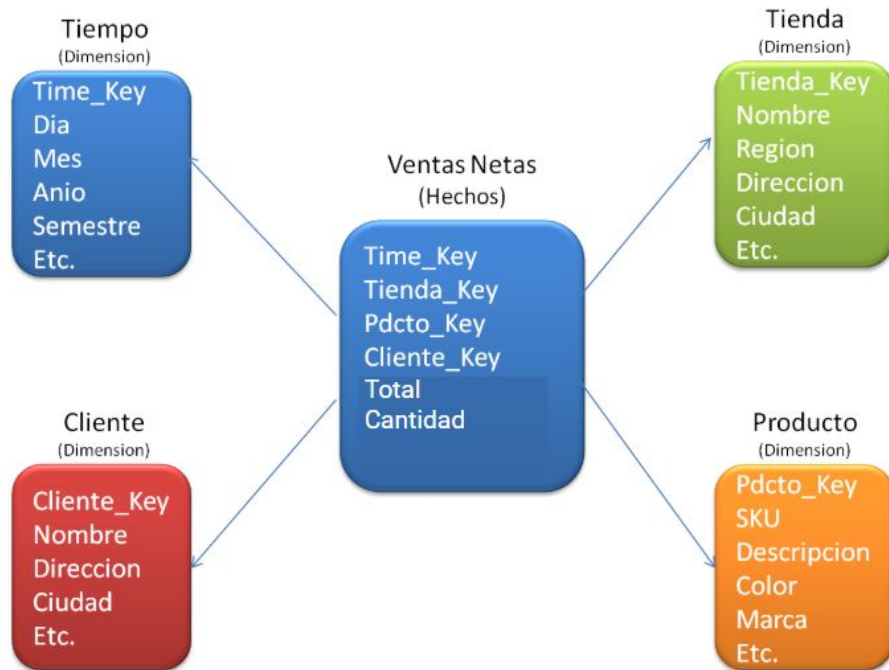 Tiempo
(Dimension)
Time_Key
Dia
Mes
Anio
Semestre
Etc.
Tienda
(Dimension)
Tienda_Key
Nombre
Region
Direccion
Ciudad
Etc.
Ventas Netas
(Hechos)
Time_Key
Tienda_Key
Pdcto_Key
Cliente_Key
Total
Cantidad
Cliente
(Dimension)
Cliente_Key
Nombre
Direccion
Ciudad
Etc.
Producto
(Dimension)
Pdcto_Key
SKU
Descripcion
Color
Marca
Etc.